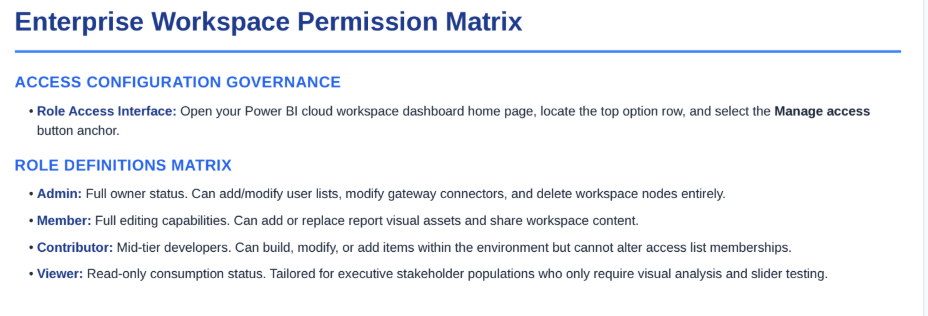 Enterprise Workspace Permission Matrix
ACCESS CONFIGURATION GOVERNANCE
• Role Access Interface: Open your Power BI cloud workspace dashboard home page, locate the top option row, and select the Manage access
button anchor.
ROLE DEFINITIONS MATRIX
• Admin: Full owner status. Can add/modify user lists, modify gateway connectors, and delete workspace nodes entirely.
• Member: Full editing capabilities. Can add or replace report visual assets and share workspace content.
• Contributor: Mid-tier developers. Can build, modify, or add items within the environment but cannot alter access list memberships.
• Viewer: Read-only consumption status. Tailored for executive stakeholder populations who only require visual analysis and slider testing.